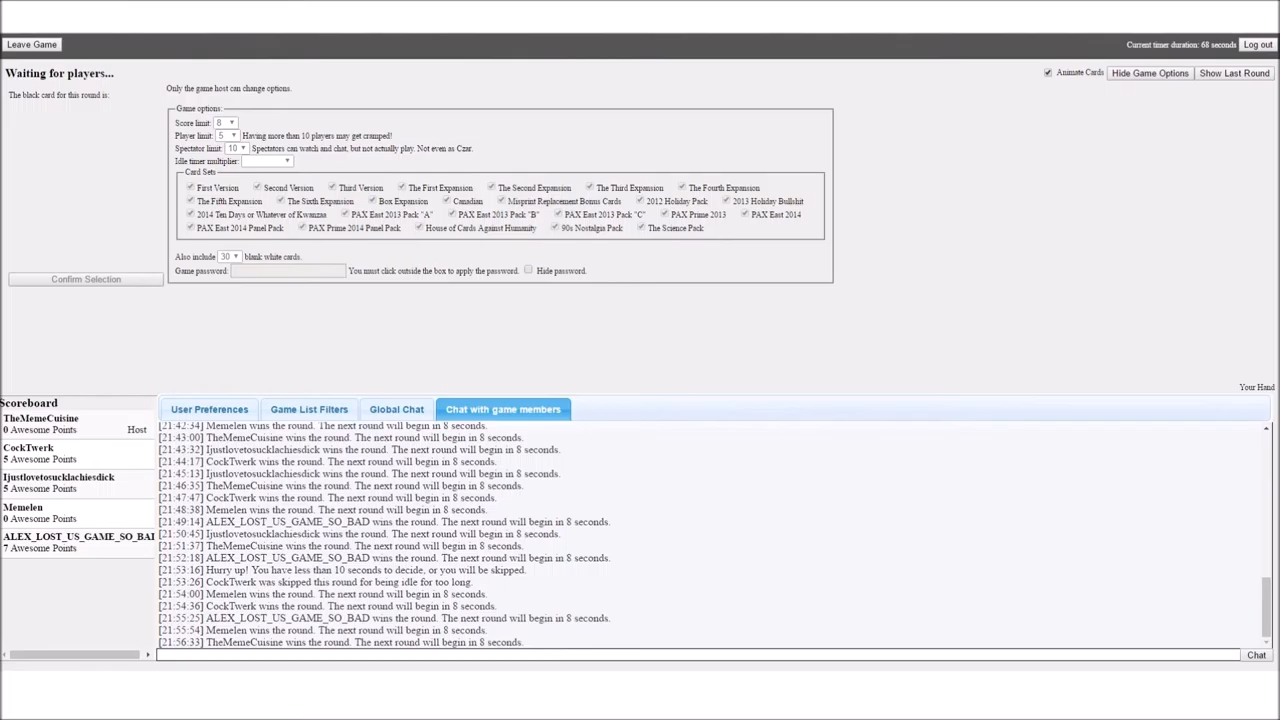 Leave Game
Current timer duration: 68 seconds Log out
Waiting for players...
Animate Cards Hide Game Options Show Last Round
The black card for this round is:
Only the game host can change options.
Game options:
Score limit: 8
Player limit: 5 Having more than 10 players may get cramped!
Spectator limit: 10 Spectators can watch and chat, but not actually play. Not even as Czar.
Idle timer multiplier:
Card Sets
First Version Second Version Third Version The First Expansion The Second Expansion The Third Expansion The Fourth Expansion
The Fifth Expansion The Sixth Expansion Box Expansion Canadian Misprint Replacement Bonus Cards 2012 Holiday Pack 2013 Holiday Bullshit
2014 Ten Days or Whatever of Kwanzaa PAX East 2013 Pack "A" PAX East 2013 Pack "B" PAX East 2013 Pack "C" PAX Prime 2013 PAX East 2014
PAX East 2014 Panel Pack PAX Prime 2014 Panel Pack House of Cards Against Humanity 90s Nostalgia Pack The Science Pack
Also include 30 blank white cards.
Game password: You must click outside the box to apply the password. Hide password.
Confirm Selection
Your Hand
Scoreboard
TheMemeCuisine
0 Awesome Points Host
CockTwerk
5 Awesome Points
Ijustlovetosucklachiesdick
5 Awesome Points
Memelen
0 Awesome Points
ALEX_LOST_US_GAME_SO_BAD
7 Awesome Points
User Preferences Game List Filters Global Chat Chat with game members
[21:42:34] Memelen wins the round. The next round will begin in 8 seconds.
[21:43:00] TheMemeCuisine wins the round. The next round will begin in 8 seconds.
[21:43:32] Ijustlovetosucklachiesdick wins the round. The next round will begin in 8 seconds.
[21:44:17] CockTwerk wins the round. The next round will begin in 8 seconds.
[21:45:13] Ijustlovetosucklachiesdick wins the round. The next round will begin in 8 seconds.
[21:46:35] TheMemeCuisine wins the round. The next round will begin in 8 seconds.
[21:47:47] CockTwerk wins the round. The next round will begin in 8 seconds.
[21:48:38] Memelen wins the round. The next round will begin in 8 seconds.
[21:49:14] ALEX_LOST_US_GAME_SO_BAD wins the round. The next round will begin in 8 seconds.
[21:50:45] Ijustlovetosucklachiesdick wins the round. The next round will begin in 8 seconds.
[21:51:37] TheMemeCuisine wins the round. The next round will begin in 8 seconds.
[21:52:18] ALEX_LOST_US_GAME_SO_BAD wins the round. The next round will begin in 8 seconds.
[21:53:16] Hurry up! You have less than 10 seconds to decide, or you will be skipped.
[21:53:26] CockTwerk was skipped this round for being idle for too long.
[21:54:00] Memelen wins the round. The next round will begin in 8 seconds.
[21:54:36] CockTwerk wins the round. The next round will begin in 8 seconds.
[21:55:25] ALEX_LOST_US_GAME_SO_BAD wins the round. The next round will begin in 8 seconds.
[21:55:54] Memelen wins the round. The next round will begin in 8 seconds.
[21:56:33] TheMemeCuisine wins the round. The next round will begin in 8 seconds.
Chat